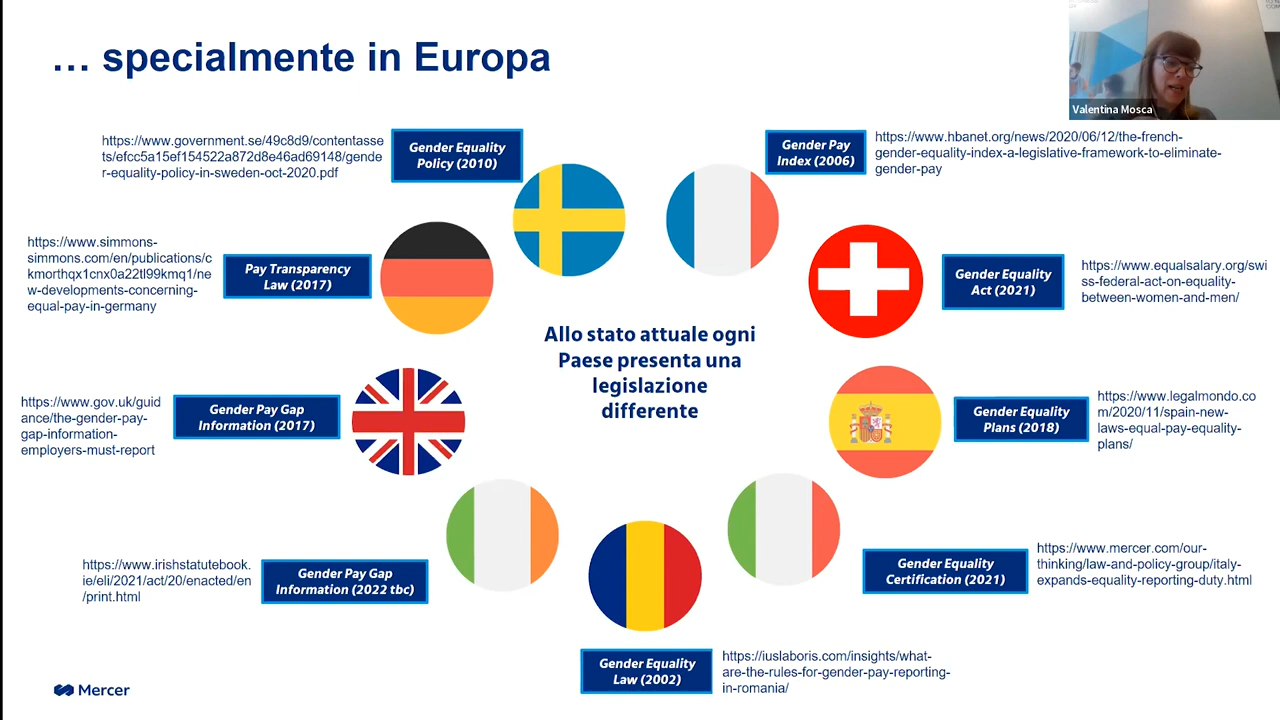 … specialmente in Europa
Valentina Mosca
https://www.government.se/49c8d9/contentasse
ts/efcc5a15ef154522a872d8e46ad69148/gende
r-equality-policy-in-sweden-oct-2020.pdf
Gender Equality
Policy (2010)
Gender Pay
Index (2006)
https://www.hbanet.org/news/2020/06/12/the-french-
gender-equality-index-a-legislative-framework-to-eliminate-
gender-pay
https://www.simmons-
simmons.com/en/publications/c
kmorthqx1cnx0a22tl99kmq1/ne
w-developments-concerning-
equal-pay-in-germany
Pay Transparency
Law (2017)
Gender Equality
Act (2021)
https://www.equalsalary.org/swi
ss-federal-act-on-equality-
between-women-and-men/
Allo stato attuale ogni
Paese presenta una
legislazione
differente
https://www.gov.uk/guid
ance/the-gender-pay-
gap-information-
employers-must-report
Gender Pay Gap
Information (2017)
Gender Equality
Plans (2018)
https://www.legalmondo.co
m/2020/11/spain-new-
laws-equal-pay-equality-
plans/
https://www.irishstatutebook.
ie/eli/2021/act/20/enacted/en
/print.html
Gender Pay Gap
Information (2022 tbc)
Gender Equality
Certification (2021)
https://www.mercer.com/our-
thinking/law-and-policy-group/italy-
expands-equality-reporting-duty.html
Gender Equality
Law (2002)
https://iuslaboris.com/insights/what-
are-the-rules-for-gender-pay-reporting-
in-romania/
Mercer